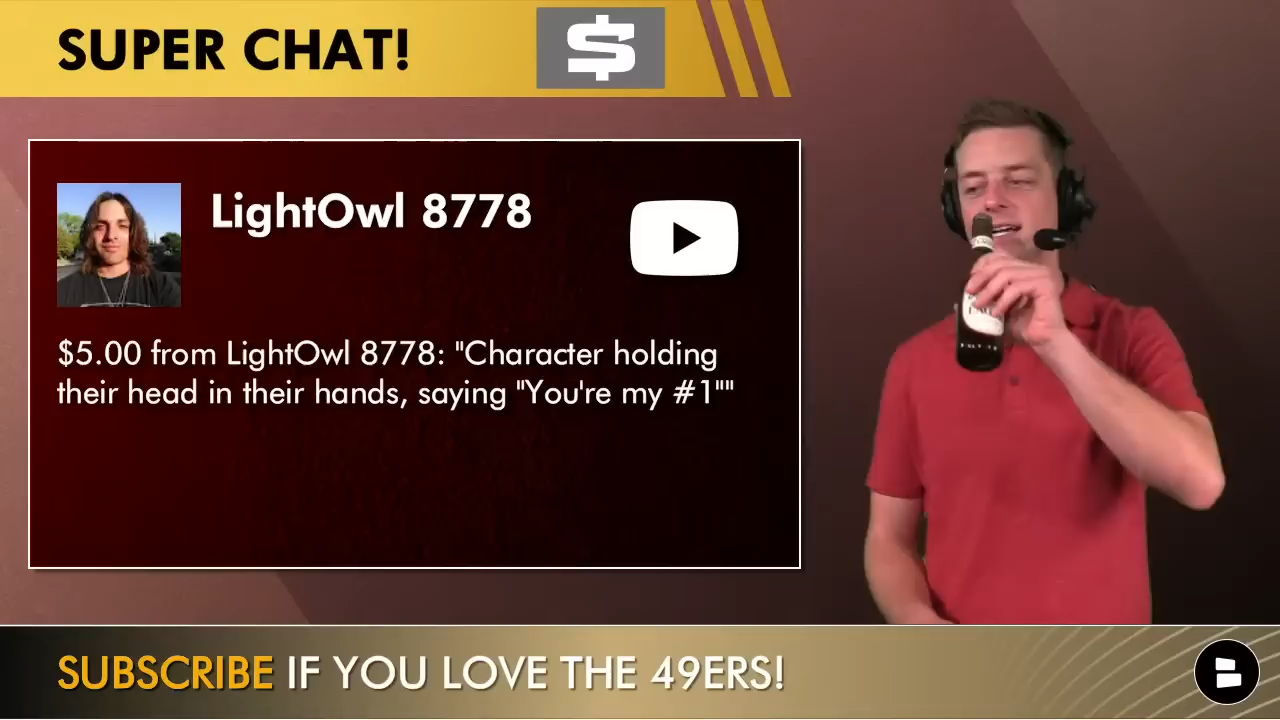 SUPER CHAT!
$
LightOwl 8778
$5.00 from LightOwl 8778: "Character holding
their head in their hands, saying "You're my #1""
SUBSCRIBE IF YOU LOVE THE 49ERS!